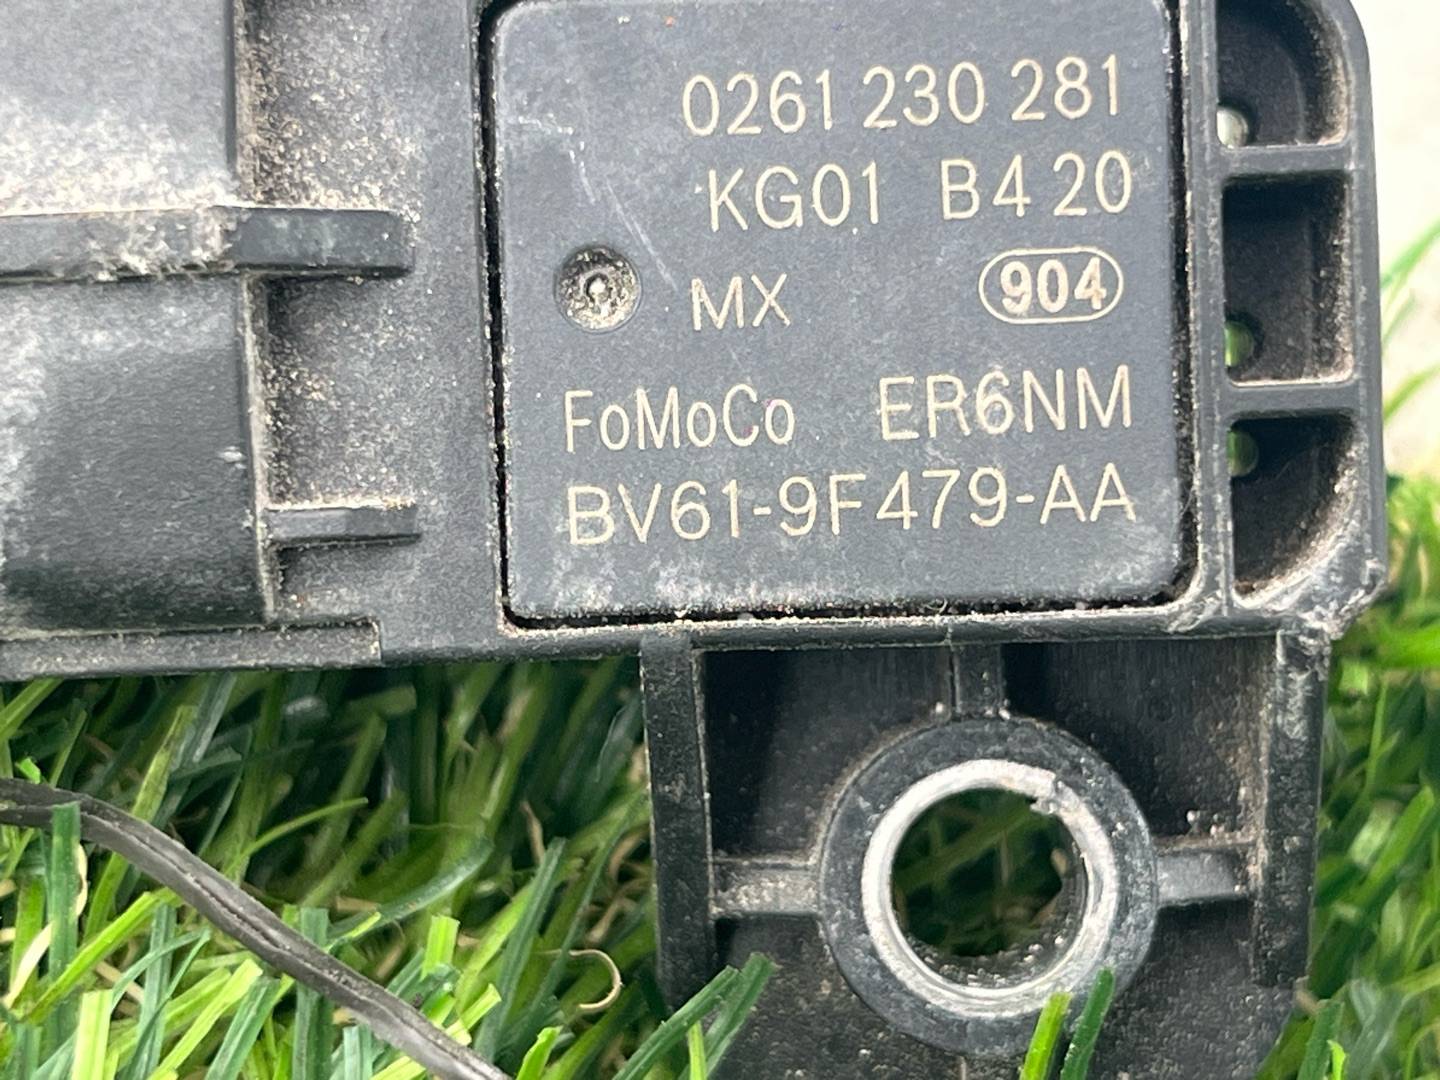 0261 230 281
KG01 B4 20
MX 904
FoMoCo ER6NM
BV61-9F479-AA